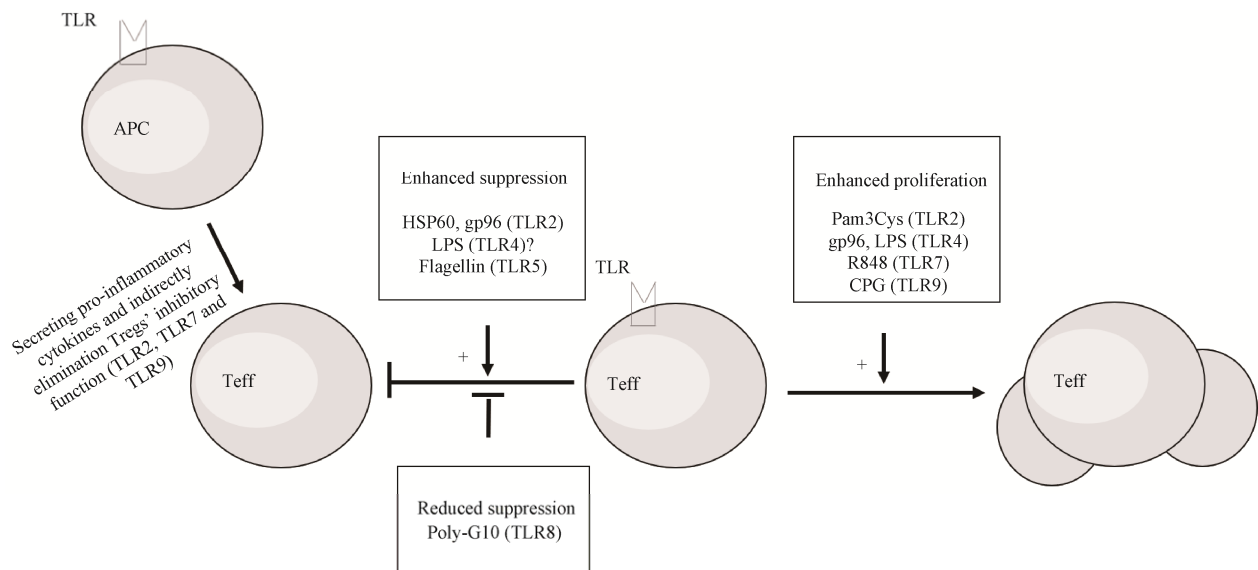 TLR
APC
Secreting pro-inflammatory
cytokines and indirectly
elimination Tregs' inhibitory
function (TLR2, TLR7 and
TLR9)
Teff
Enhanced suppression
HSP60, gp96 (TLR2)
LPS (TLR4)?
Flagellin (TLR5)
+
Reduced suppression
Poly-G10 (TLR8)
TLR
Teff
Enhanced proliferation
Pam3Cys (TLR2)
gp96, LPS (TLR4)
R848 (TLR7)
CPG (TLR9)
+
Teff